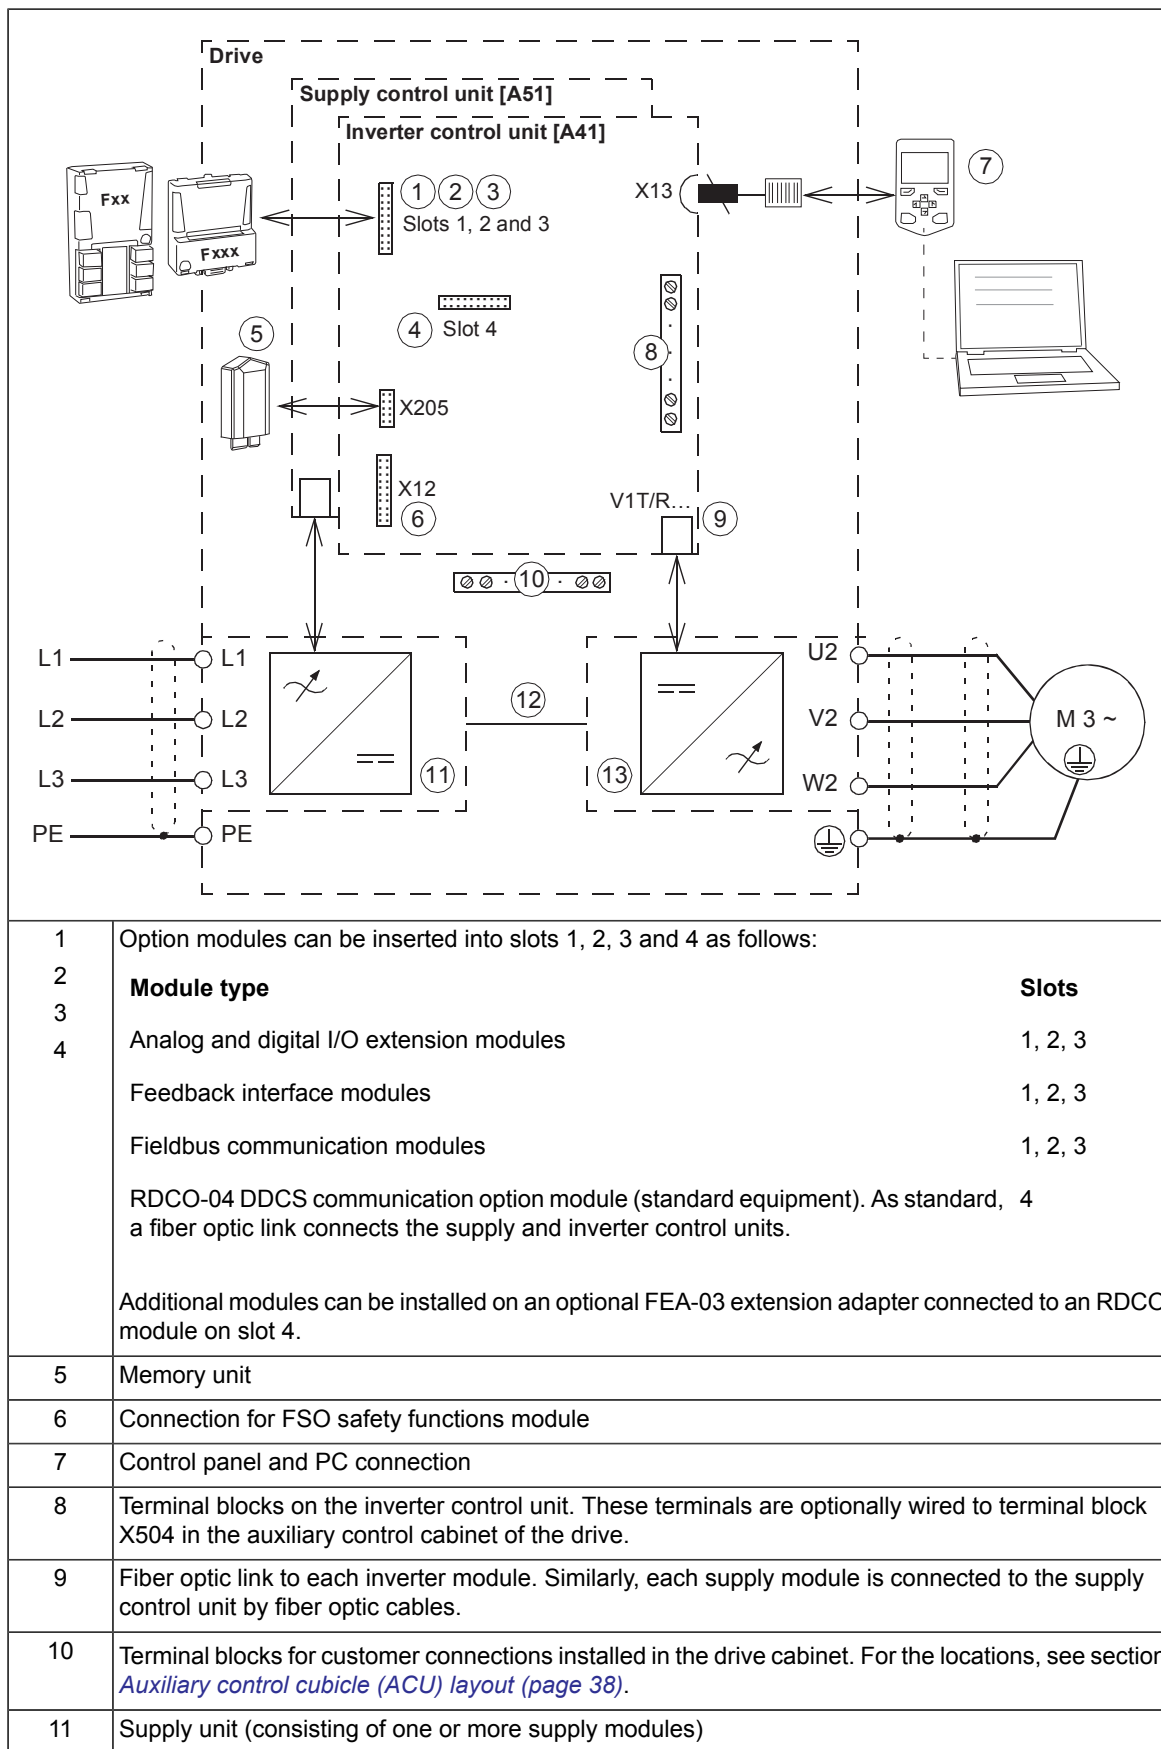 Drive
Supply control unit [A51]
Inverter control unit [A41]
Fxx
Fxxx
1 2 3
Slots 1, 2 and 3
X13
7
4 Slot 4
5
8
X205
X12
6
V1T/R…
9
10
L1 L1
L2 L2
L3 L3
PE PE
11
12
13
U2
V2
W2
M 3 ~
1
2
3
4
Option modules can be inserted into slots 1, 2, 3 and 4 as follows:
Module type Slots
Analog and digital I/O extension modules 1, 2, 3
Feedback interface modules 1, 2, 3
Fieldbus communication modules 1, 2, 3
RDCO-04 DDCS communication option module (standard equipment). As standard, 4
a fiber optic link connects the supply and inverter control units.
Additional modules can be installed on an optional FEA-03 extension adapter connected to an RDCO
module on slot 4.
5 Memory unit
6 Connection for FSO safety functions module
7 Control panel and PC connection
8 Terminal blocks on the inverter control unit. These terminals are optionally wired to terminal block
X504 in the auxiliary control cabinet of the drive.
9 Fiber optic link to each inverter module. Similarly, each supply module is connected to the supply
control unit by fiber optic cables.
10 Terminal blocks for customer connections installed in the drive cabinet. For the locations, see section
Auxiliary control cubicle (ACU) layout (page 38).
11 Supply unit (consisting of one or more supply modules)